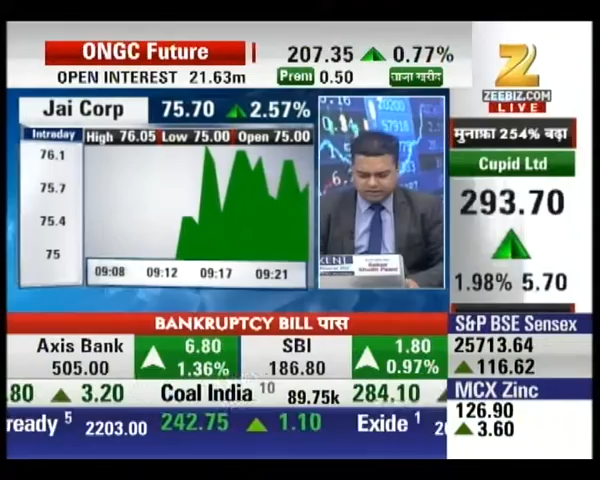 ONGC Future 207.35 0.77%
OPEN INTEREST 21.63m Prem 0.50 ताज़ा खरीद
ZEEBIZ.COM
LIVE
Jai Corp 75.70 2.57%
Intraday High 76.05 Low 75.00 Open 75.00
76.1
75.7
75.4
75
09:08 09:12 09:17 09:21
मुनाफ़ा 254% बढ़ा
Cupid Ltd
293.70
1.98% 5.70
BANKRUPTCY BILL पास
Axis Bank 6.80 SBI 1.80
505.00 1.36% 186.80 0.97%
S&P BSE Sensex
25713.64
116.62
.80 3.20 Coal India 10 89.75k 284.10
MCX Zinc
126.90
3.60
ready 5 2203.00 242.75 1.10 Exide 1